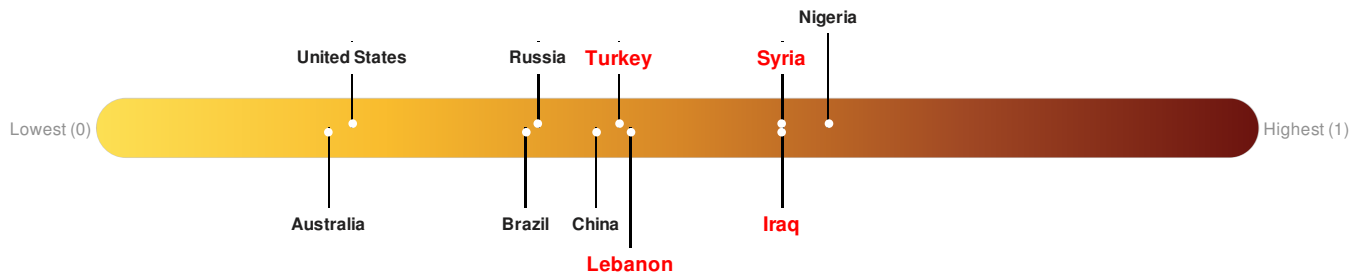 Nigeria
United States
Russia
Turkey
Syria
Lowest (0)
Highest (1)
Australia
Brazil
China
Iraq
Lebanon